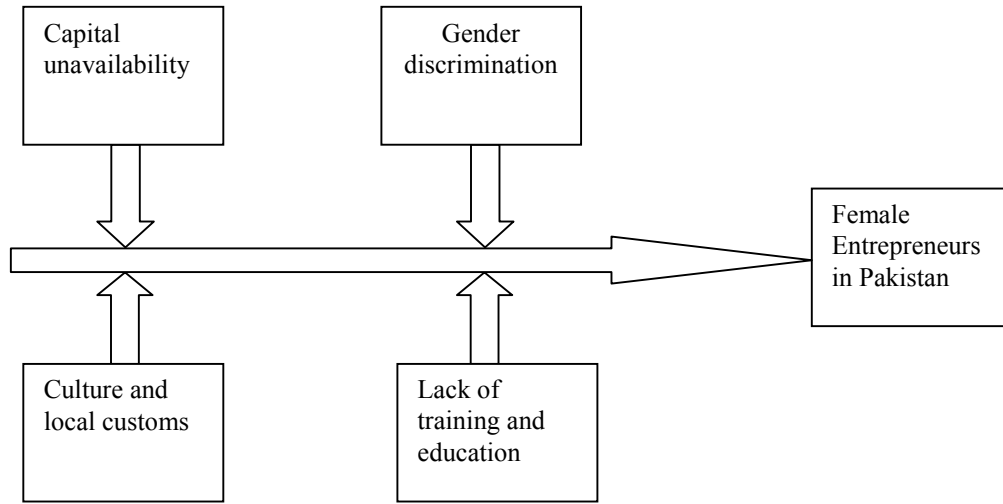 Capital
unavailability
Gender
discrimination
Female
Entrepreneurs
in Pakistan
Culture and
local customs
Lack of
training and
education